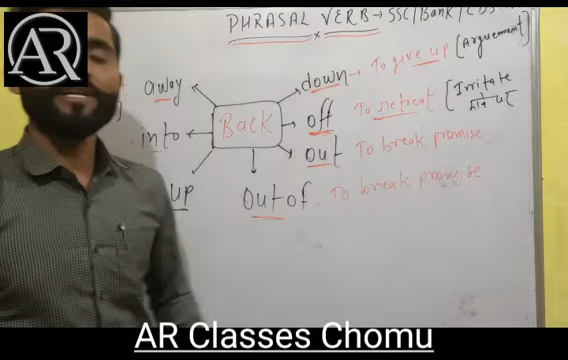 AR
PHRASAL VERB → SSC/Bank/CDS
away
down → To give up [Arguement]
into
Back
off To retreat [Irritate
out To break promise
up
Out of. To break promise
AR Classes Chomu